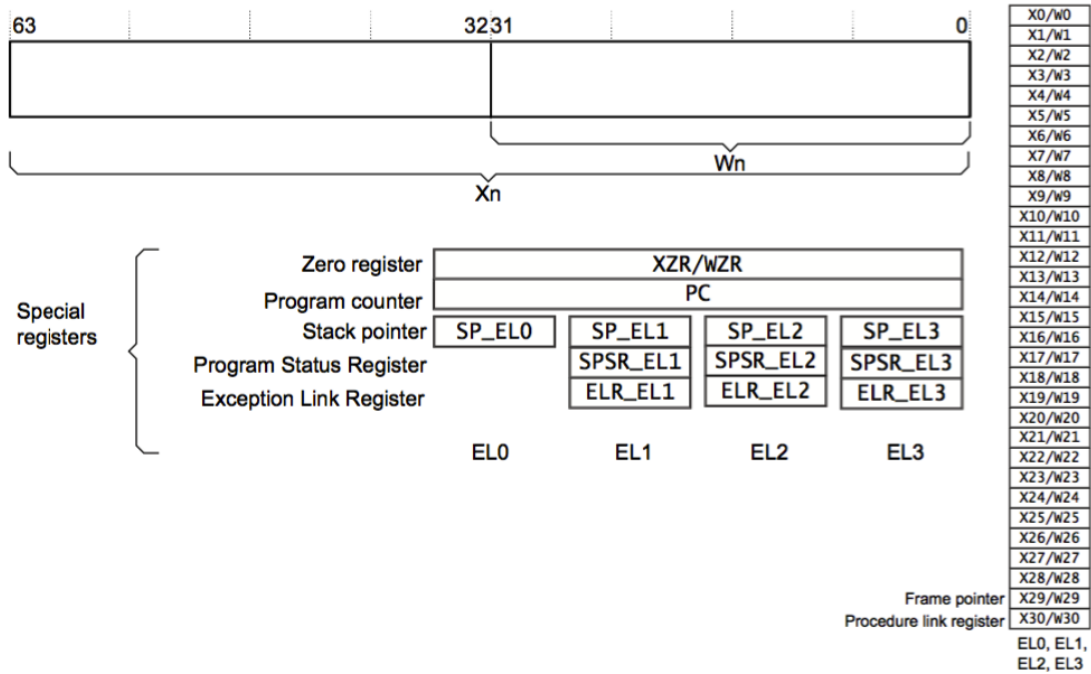 63 32 31 0
Wn
Xn
Special
registers
Zero register XZR/WZR
Program counter PC
Stack pointer SP_EL0 SP_EL1 SP_EL2 SP_EL3
Program Status Register SPSR_EL1 SPSR_EL2 SPSR_EL3
Exception Link Register ELR_EL1 ELR_EL2 ELR_EL3
EL0 EL1 EL2 EL3
X0/W0
X1/W1
X2/W2
X3/W3
X4/W4
X5/W5
X6/W6
X7/W7
X8/W8
X9/W9
X10/W10
X11/W11
X12/W12
X13/W13
X14/W14
X15/W15
X16/W16
X17/W17
X18/W18
X19/W19
X20/W20
X21/W21
X22/W22
X23/W23
X24/W24
X25/W25
X26/W26
X27/W27
X28/W28
Frame pointer X29/W29
Procedure link register X30/W30
EL0, EL1,
EL2, EL3